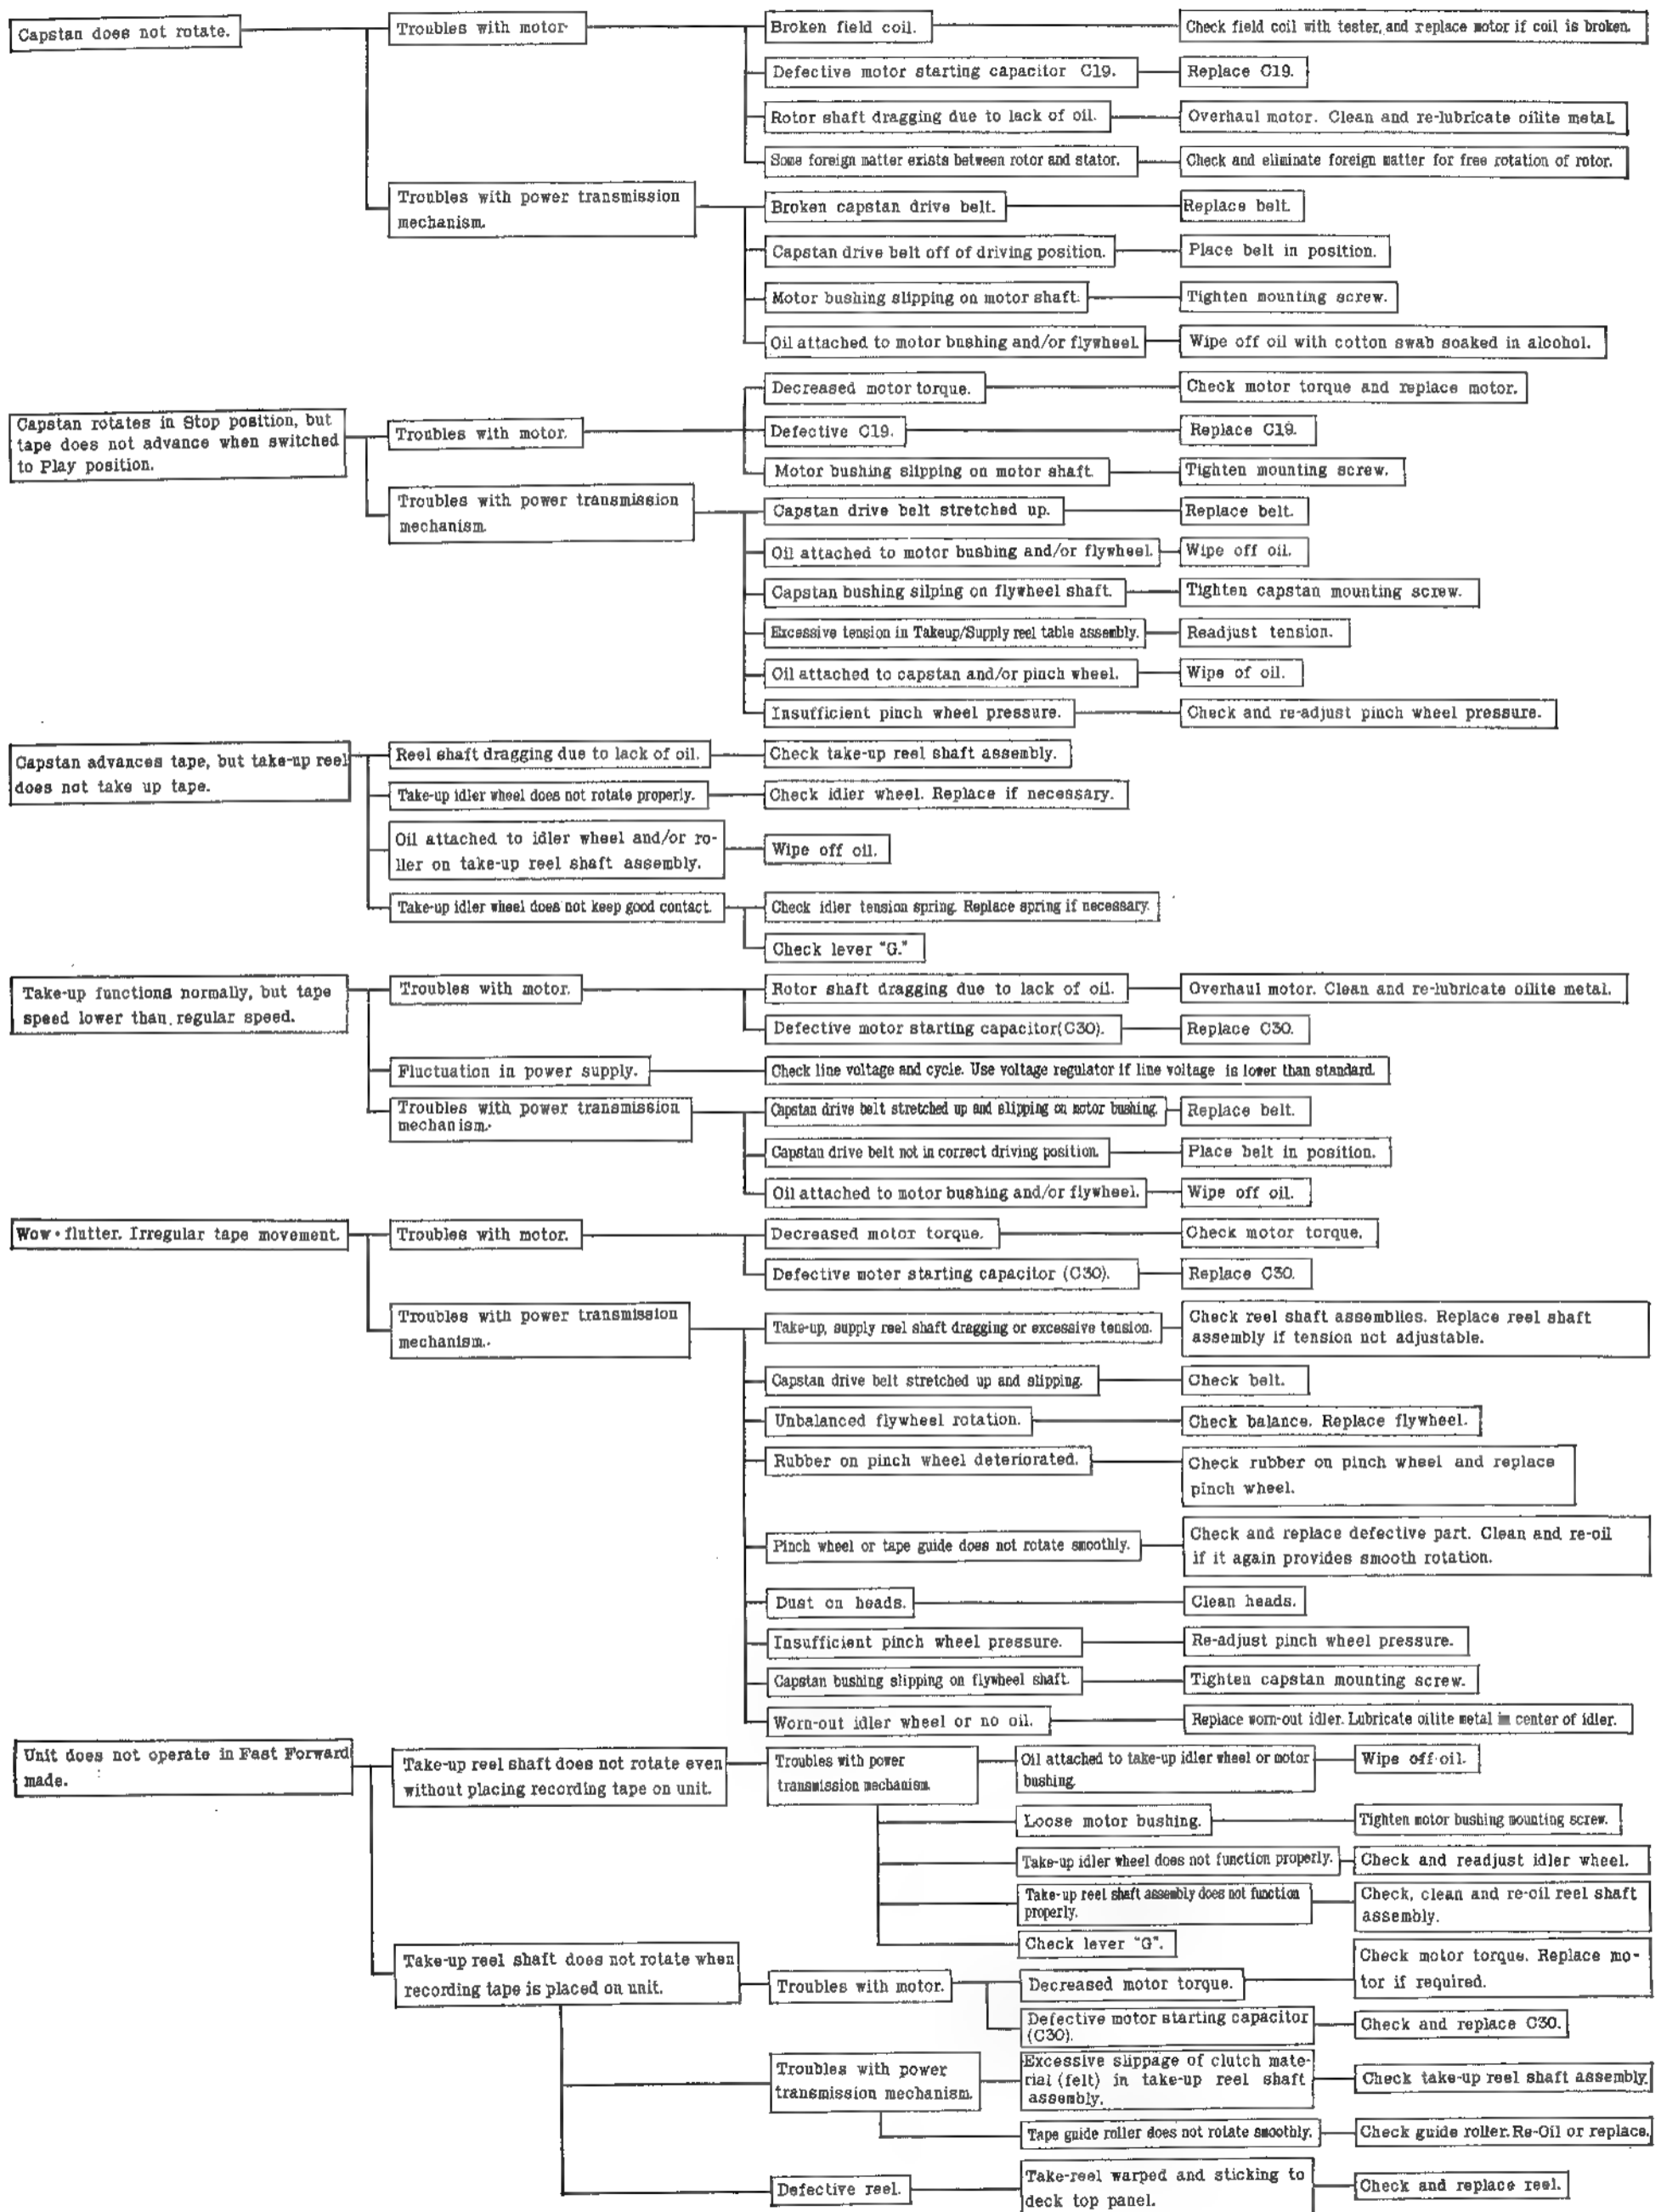 Capstan does not rotate.
Troubles with motor
Broken field coil.
Check field coil with tester, and replace motor if coil is broken.
Defective motor starting capacitor C19.
Replace C19.
Rotor shaft dragging due to lack of oil.
Overhaul motor. Clean and re-lubricate oilite metal
Some foreign matter exists between rotor and stator.
Check and eliminate foreign matter for free rotation of rotor.
Troubles with power transmission
mechanism.
Broken capstan drive belt.
Replace belt.
Capstan drive belt off of driving position.
Place belt in position.
Motor bushing slipping on motor shaft.
Tighten mounting screw.
Oil attached to motor bushing and/or flywheel.
Wipe off oil with cotton swab soaked in alcohol.
Capstan rotates in Stop position, but
tape does not advance when switched
to Play position.
Troubles with motor.
Decreased motor torque.
Check motor torque and replace motor.
Defective C19.
Replace C19.
Motor bushing slipping on motor shaft.
Tighten mounting screw.
Troubles with power transmission
mechanism.
Capstan drive belt stretched up.
Replace belt.
Oil attached to motor bushing and/or flywheel.
Wipe off oil.
Capstan bushing silping on flywheel shaft.
Tighten capstan mounting screw.
Excessive tension in Takeup/Supply reel table assembly.
Readjust tension.
Oil attached to capstan and/or pinch wheel.
Wipe of oil.
Insufficient pinch wheel pressure.
Check and re-adjust pinch wheel pressure.
Capstan advances tape, but take-up reel
does not take up tape.
Reel shaft dragging due to lack of oil.
Check take-up reel shaft assembly.
Take-up idler wheel does not rotate properly.
Check idler wheel. Replace if necessary.
Oil attached to idler wheel and/or ro-
ller on take-up reel shaft assembly.
Wipe off oil.
Take-up idler wheel does not keep good contact.
Check idler tension spring. Replace spring if necessary.
Check lever "G."
Take-up functions normally, but tape
speed lower than regular speed.
Troubles with motor.
Rotor shaft dragging due to lack of oil.
Overhaul motor. Clean and re-lubricate oilite metal.
Defective motor starting capacitor(C30).
Replace C30.
Fluctuation in power supply.
Check line voltage and cycle. Use voltage regulator if line voltage is lower than standard.
Troubles with power transmission
mechanism.
Capstan drive belt stretched up and slipping on motor bushing.
Replace belt.
Capstan drive belt not in correct driving position.
Place belt in position.
Oil attached to motor bushing and/or flywheel.
Wipe off oil.
Wow・flutter. Irregular tape movement.
Troubles with motor.
Decreased motor torque.
Check motor torque.
Defective moter starting capacitor (C30).
Replace C30.
Troubles with power transmission
mechanism.
Take-up, supply reel shaft dragging or excessive tension.
Check reel shaft assemblies. Replace reel shaft
assembly if tension not adjustable.
Capstan drive belt stretched up and slipping.
Check belt.
Unbalanced flywheel rotation.
Check balance. Replace flywheel.
Rubber on pinch wheel deteriorated.
Check rubber on pinch wheel and replace
pinch wheel.
Pinch wheel or tape guide does not rotate smoothly.
Check and replace defective part. Clean and re-oil
if it again provides smooth rotation.
Dust on heads.
Clean heads.
Insufficient pinch wheel pressure.
Re-adjust pinch wheel pressure.
Capstan bushing slipping on flywheel shaft.
Tighten capstan mounting screw.
Worn-out idler wheel or no oil.
Replace worn-out idler. Lubricate oilite metal in center of idler.
Unit does not operate in Fast Forward
made.
Take-up reel shaft does not rotate even
without placing recording tape on unit.
Troubles with power
transmission mechanism.
Oil attached to take-up idler wheel or motor
bushing.
Wipe off oil.
Loose motor bushing.
Tighten motor bushing mounting screw.
Take-up idler wheel does not function properly.
Check and readjust idler wheel.
Take-up reel shaft assembly does not function
properly.
Check, clean and re-oil reel shaft
assembly.
Check lever "G".
Take-up reel shaft does not rotate when
recording tape is placed on unit.
Troubles with motor.
Decreased motor torque.
Check motor torque. Replace mo-
tor if required.
Defective motor starting capacitor
(C30).
Check and replace C30.
Troubles with power
transmission mechanism.
Excessive slippage of clutch mate-
rial (felt) in take-up reel shaft
assembly.
Check take-up reel shaft assembly.
Tape guide roller does not rotate smoothly.
Check guide roller. Re-Oil or replace.
Defective reel.
Take-reel warped and sticking to
deck top panel.
Check and replace reel.